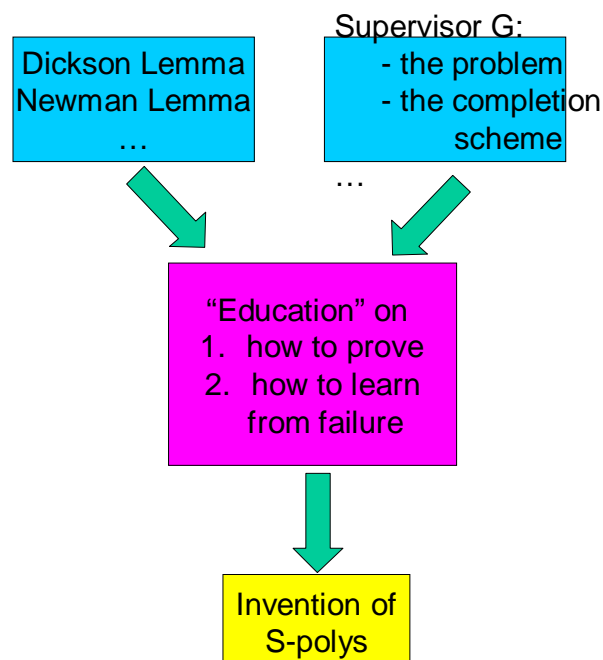 Dickson Lemma
Newman Lemma
…
Supervisor G:
- the problem
- the completion
scheme
…
“Education” on
1. how to prove
2. how to learn
from failure
Invention of
S-polys